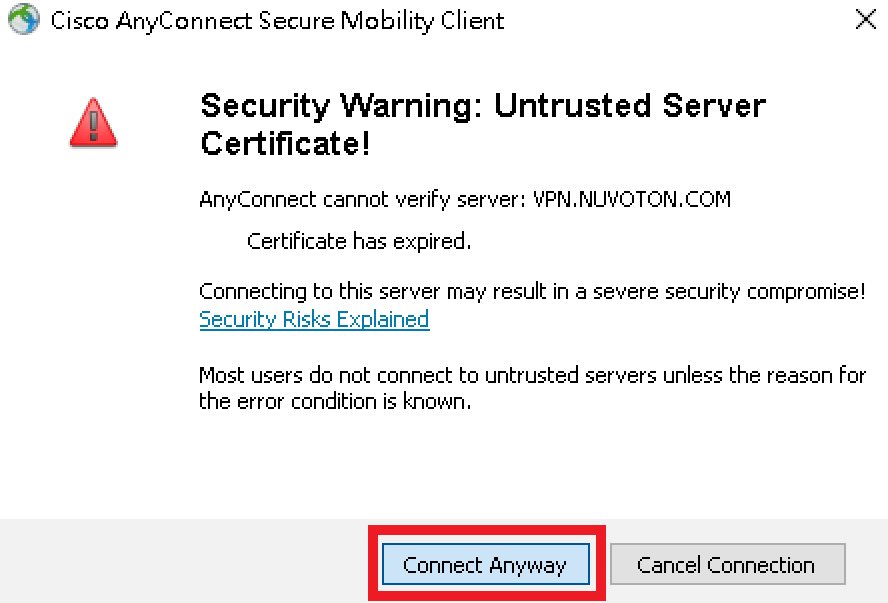 Cisco AnyConnect Secure Mobility Client
Security Warning: Untrusted Server
Certificate!
AnyConnect cannot verify server: VPN.NUVOTON.COM
Certificate has expired.
Connecting to this server may result in a severe security compromise!
Security Risks Explained
Most users do not connect to untrusted servers unless the reason for
the error condition is known.
Connect Anyway
Cancel Connection